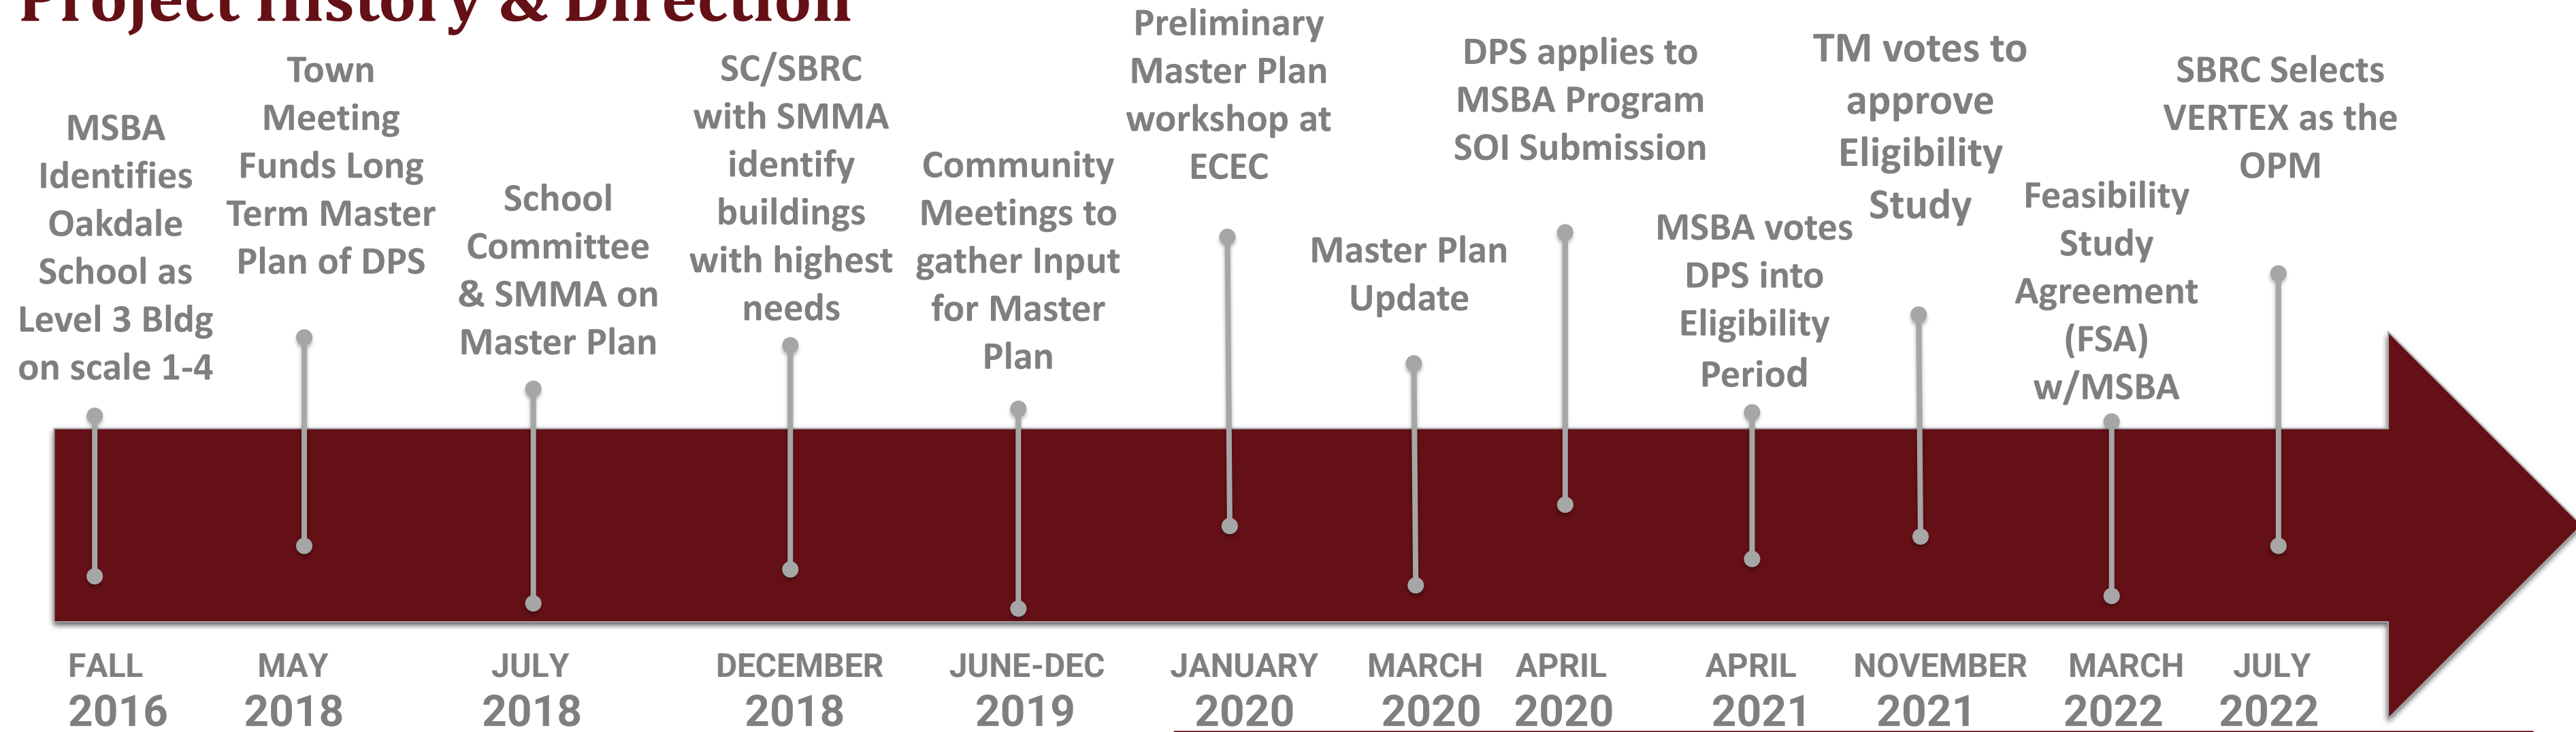 Project History & Direction
MSBA
Identifies
Oakdale
School as
Level 3 Bldg
on scale 1-4
Town
Meeting
Funds Long
Term Master
Plan of DPS
School
Committee
& SMMA on
Master Plan
SC/SBRC
with SMMA
identify
buildings
with highest
needs
Community
Meetings to
gather Input
for Master
Plan
Preliminary
Master Plan
workshop at
ECEC
Master Plan
Update
DPS applies to
MSBA Program
SOI Submission
MSBA votes
DPS into
Eligibility
Period
TM votes to
approve
Eligibility
Study
Feasibility
Study
Agreement
(FSA)
w/MSBA
SBRC Selects
VERTEX as the
OPM
FALL
2016
MAY
2018
JULY
2018
DECEMBER
2018
JUNE-DEC
2019
JANUARY
2020
MARCH
2020
APRIL
2020
APRIL
2021
NOVEMBER
2021
MARCH
2022
JULY
2022